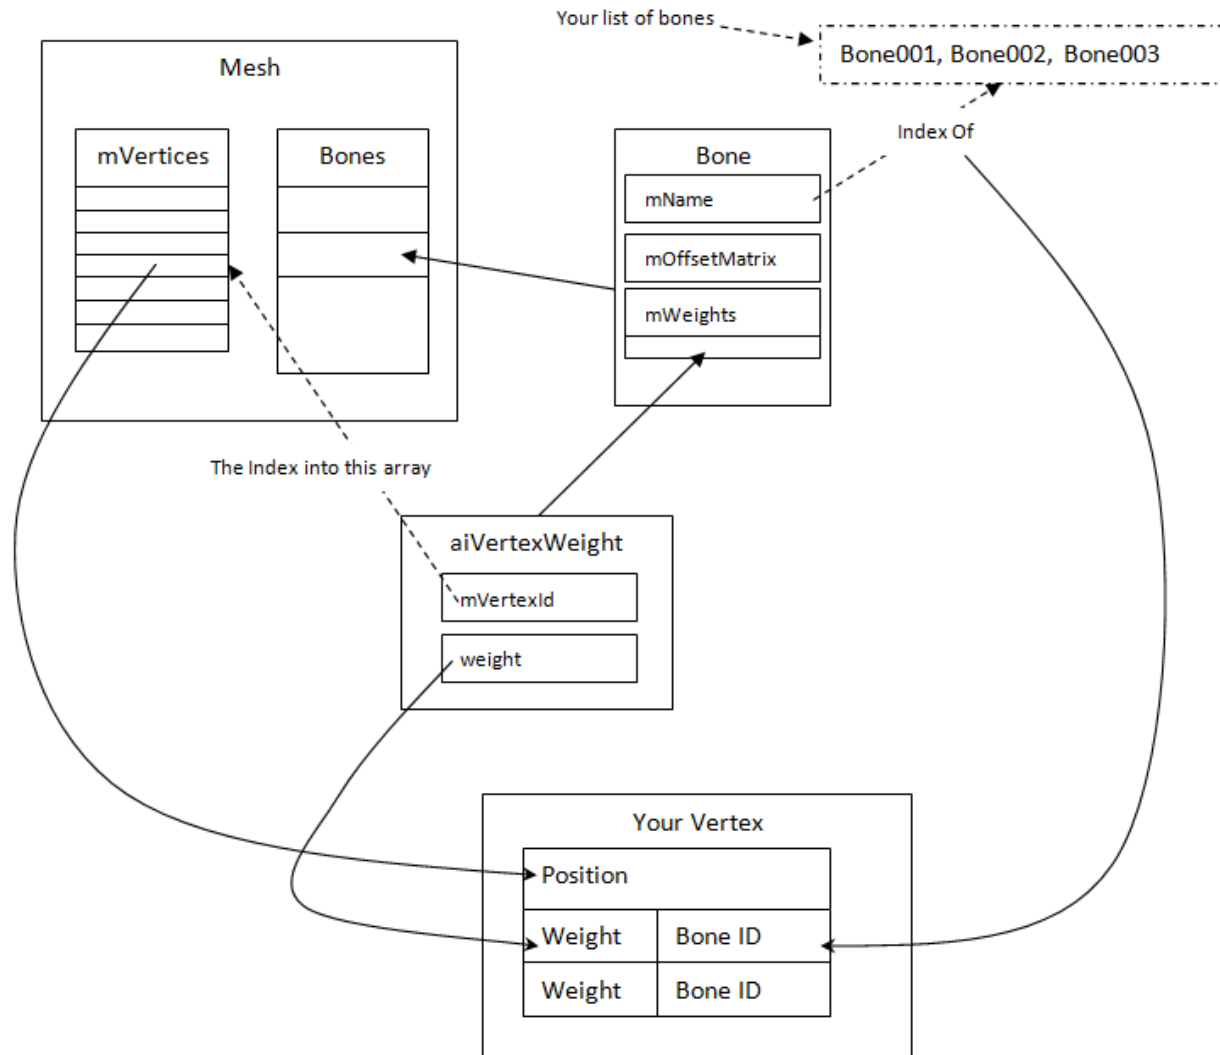 Your list of bones
Bone001, Bone002, Bone003
Mesh
mVertices
Bones
Bone
mName
mOffsetMatrix
mWeights
Index Of
The Index into this array
aiVertexWeight
mVertexId
weight
Your Vertex
Position
Weight Bone ID
Weight Bone ID